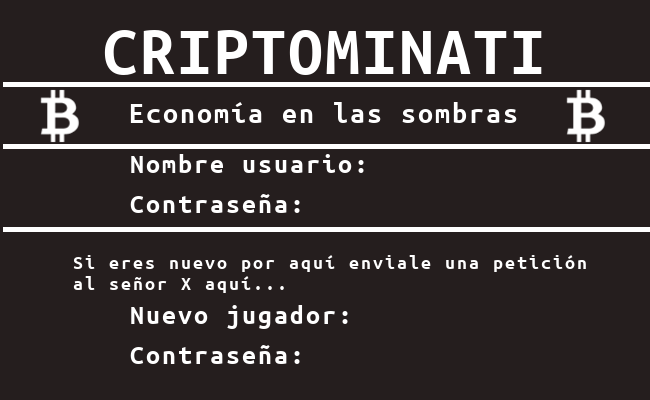 CRIPTOMINATI
Economía en las sombras
Nombre usuario:
Contraseña:
Si eres nuevo por aquí enviale una petición
al señor X aquí...
Nuevo jugador:
Contraseña: